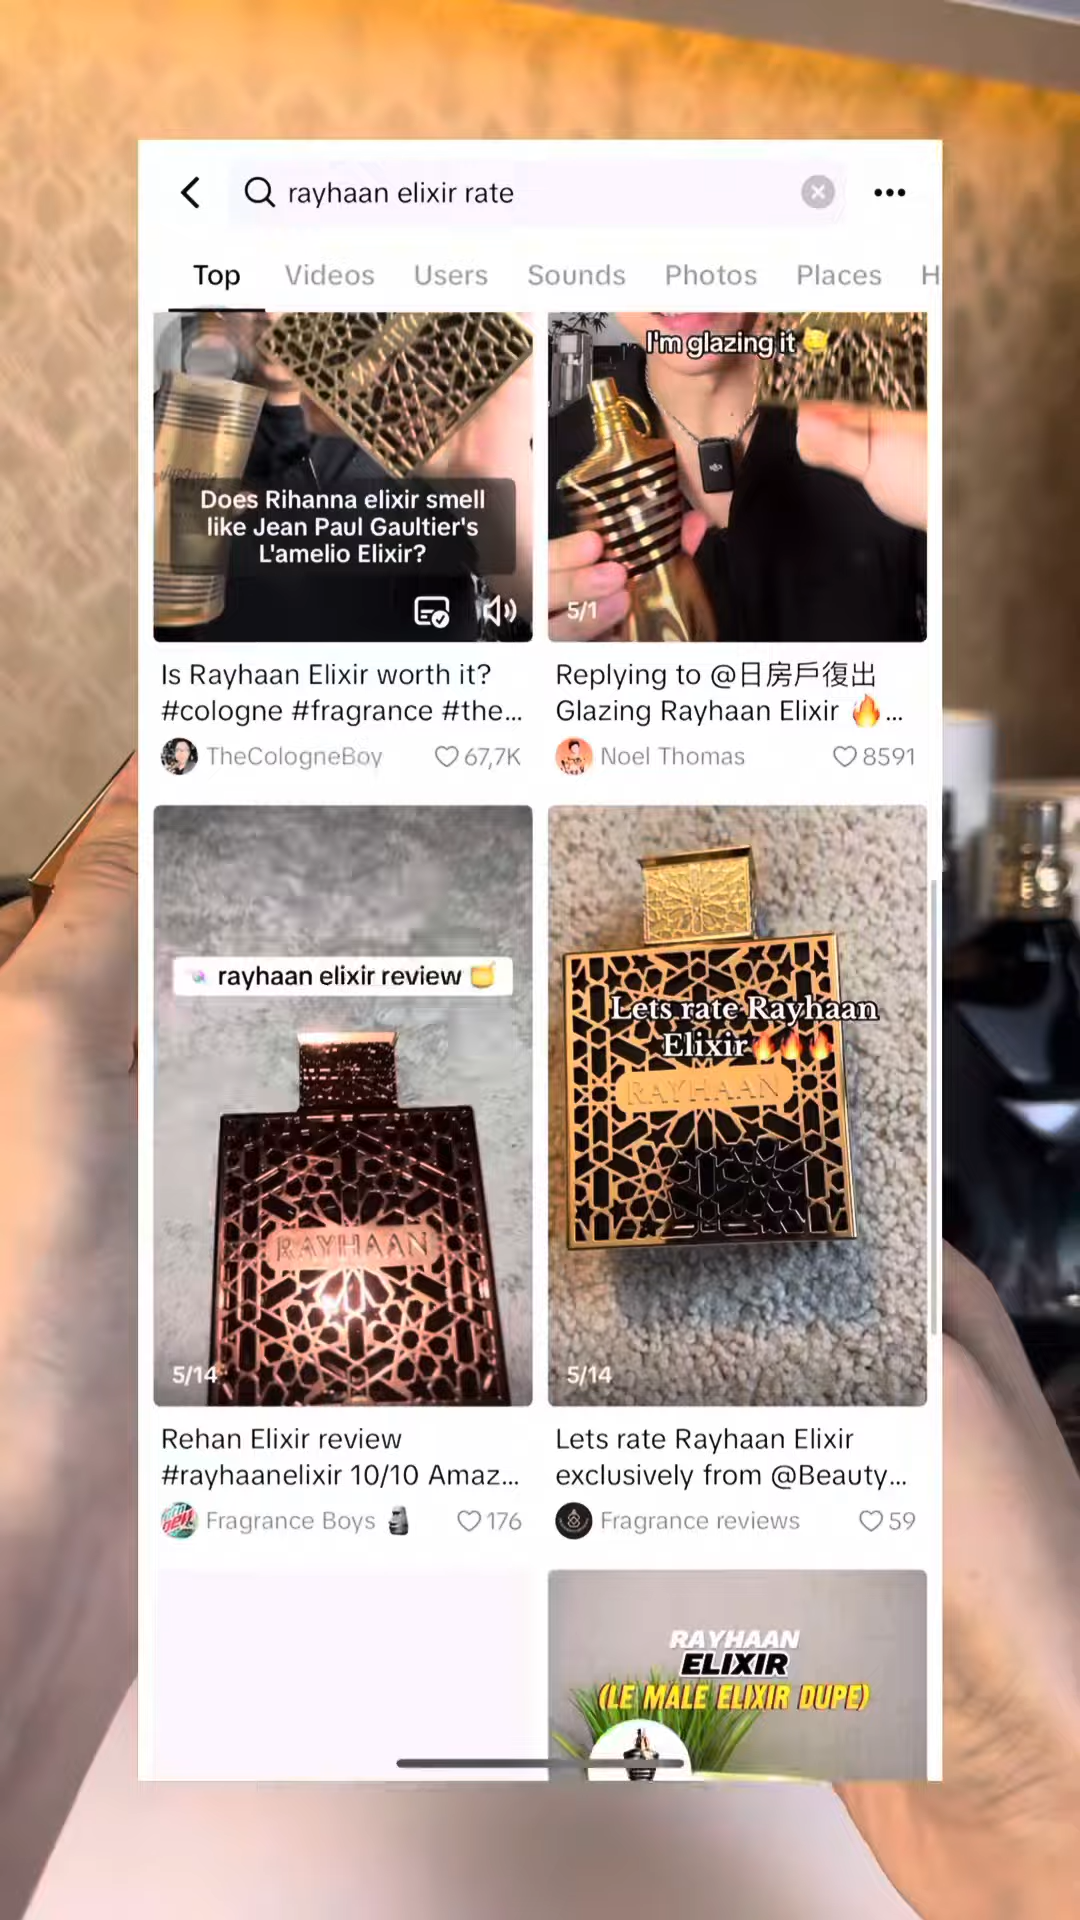 rayhaan elixir rate
Top Videos Users Sounds Photos Places H
Does Rihanna elixir smell
like Jean Paul Gaultier's
L'amelio Elixir?
I'm glazing it
5/1
Is Rayhaan Elixir worth it?
#cologne #fragrance #the...
TheCologneBoy 67,7K
Replying to @日房戶復出
Glazing Rayhaan Elixir 🔥...
Noel Thomas 8591
rayhaan elixir review 🍯
RAYHAAN
5/14
Lets rate Rayhaan
Elixir🔥🔥🔥
RAYHAAN
5/14
Rehan Elixir review
#rayhaanelixir 10/10 Amaz...
Fragrance Boys 🗿 176
Lets rate Rayhaan Elixir
exclusively from @Beauty...
Fragrance reviews 59
RAYHAAN
ELIXIR
(LE MALE ELIXIR DUPE)